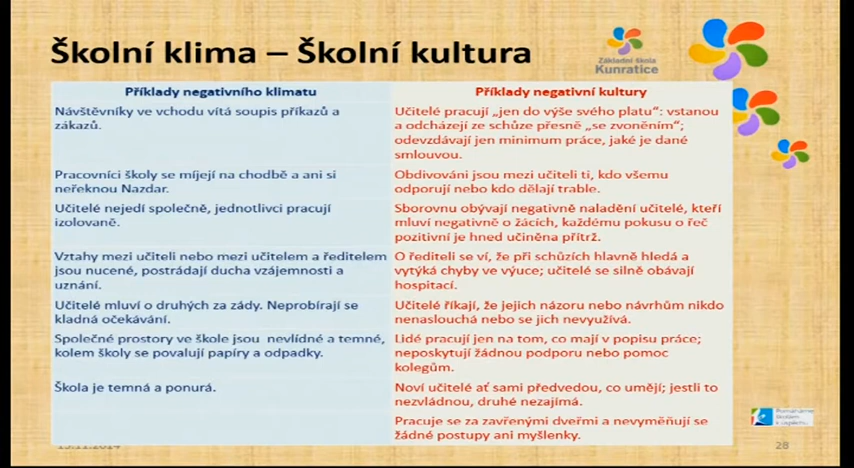 Školní klima – Školní kultura
Základní škola
Kunratice
Příklady negativního klimatu
Příklady negativní kultury
Návštěvníky ve vchodu vítá soupis příkazů a
zákazů.
Učitelé pracují „jen do výše svého platu“: vstanou
a odcházejí ze schůze přesně „se zvoněním“;
odevzdávají jen minimum práce, jaké je dané
smlouvou.
Pracovníci školy se míjejí na chodbě a ani si
neřeknou Nazdar.
Obdivováni jsou mezi učiteli ti, kdo všemu
odporují nebo kdo dělají trable.
Učitelé nejedí společně, jednotlivci pracují
izolovaně.
Sborovnu obývají negativně naladění učitelé, kteří
mluví negativně o žácích, každému pokusu o řeč
pozitivní je hned učiněna přítrž.
Vztahy mezi učiteli nebo mezi učitelem a ředitelem
jsou nucené, postrádají ducha vzájemnosti a
uznání.
O řediteli se ví, že při schůzích hlavně hledá a
vytýká chyby ve výuce; učitelé se silně obávají
hospitací.
Učitelé mluví o druhých za zády. Neprobírají se
kladná očekávání.
Učitelé říkají, že jejich názoru nebo návrhům nikdo
nenaslouchá nebo se jich nevyužívá.
Společné prostory ve škole jsou nevlídné a temné,
kolem školy se povalují papíry a odpadky.
Lidé pracují jen na tom, co mají v popisu práce;
neposkytují žádnou podporu nebo pomoc
kolegům.
Škola je temná a ponurá.
Noví učitelé ať sami předvedou, co umějí; jestli to
nezvládnou, druhé nezajímá.
Pracuje se za zavřenými dveřmi a nevyměňují se
žádné postupy ani myšlenky.
Pomáháme
školám
k úspěchu
28